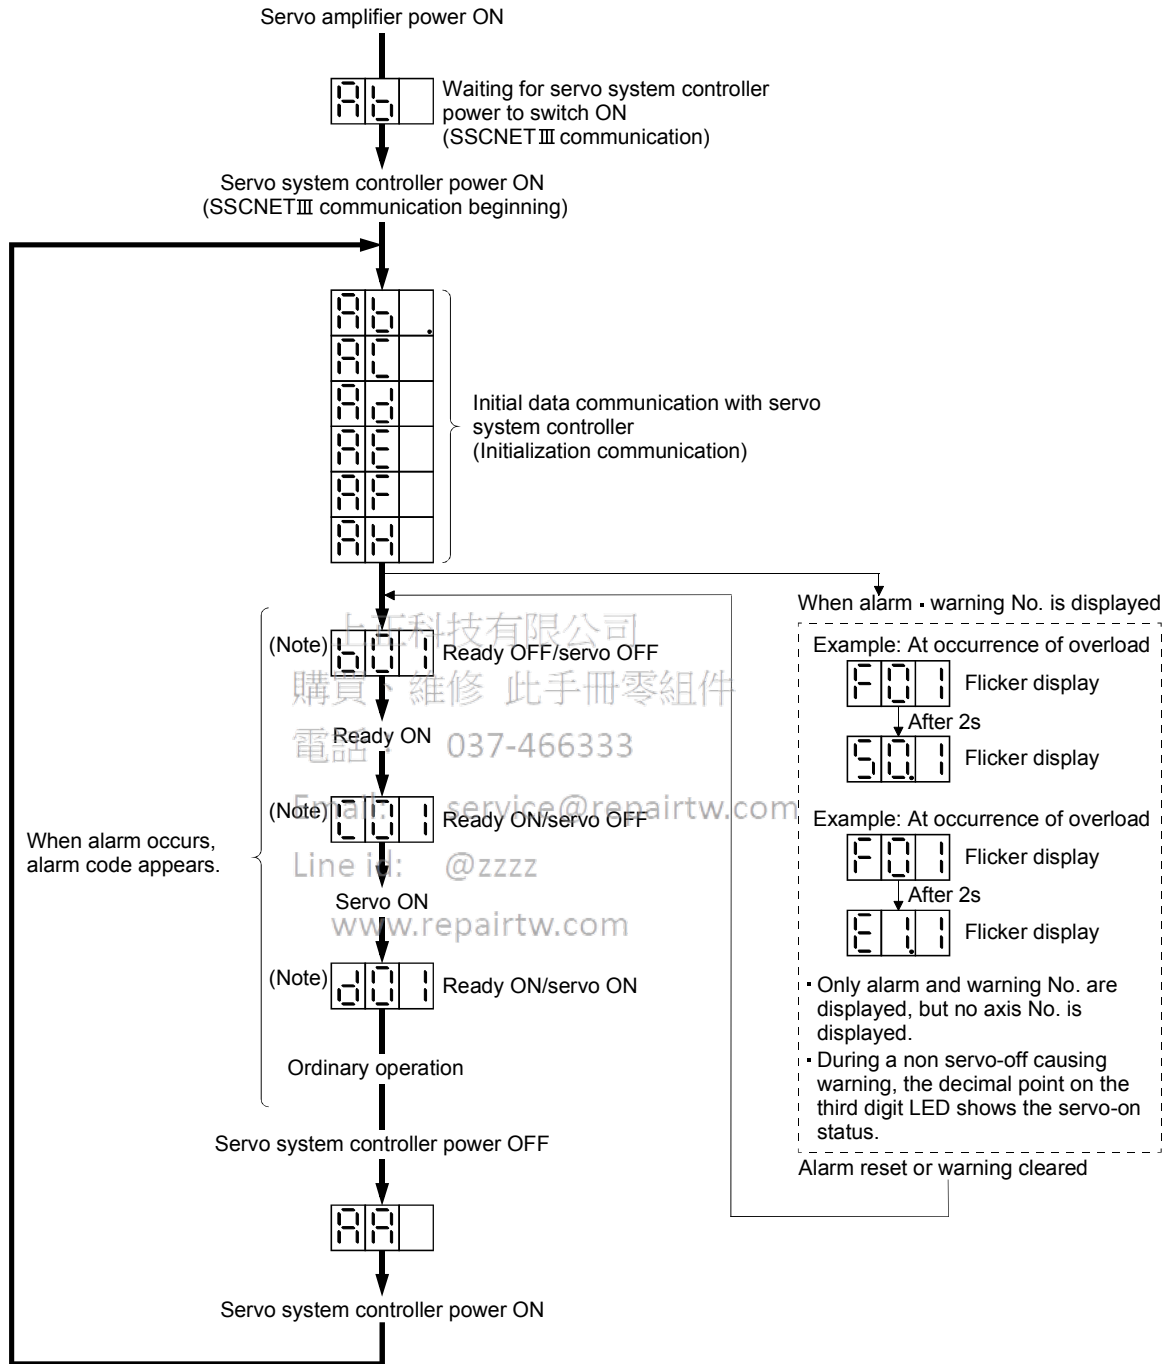 Servo amplifier power ON
Ab
Waiting for servo system controller
power to switch ON
(SSCNETⅢ communication)
Servo system controller power ON
(SSCNETⅢ communication beginning)
Ab.
AC
Ad
AE
AF
AH
Initial data communication with servo
system controller
(Initialization communication)
When alarm occurs,
alarm code appears.
上正科技有限公司
(Note) b01 Ready OFF/servo OFF
購買、維修 此手冊零組件
Ready ON
電話: 037-466333
(Note) C01 Ready ON/servo OFF
Email: service@repairtw.com
Line id: @zzzz
Servo ON
www.repairtw.com
(Note) d01 Ready ON/servo ON
Ordinary operation
Servo system controller power OFF
AA
Servo system controller power ON
When alarm · warning No. is displayed
Example: At occurrence of overload
F01 Flicker display
After 2s
50.1 Flicker display
Example: At occurrence of overload
F01 Flicker display
After 2s
E1.1 Flicker display
· Only alarm and warning No. are
displayed, but no axis No. is
displayed.
· During a non servo-off causing
warning, the decimal point on the
third digit LED shows the servo-on
status.
Alarm reset or warning cleared